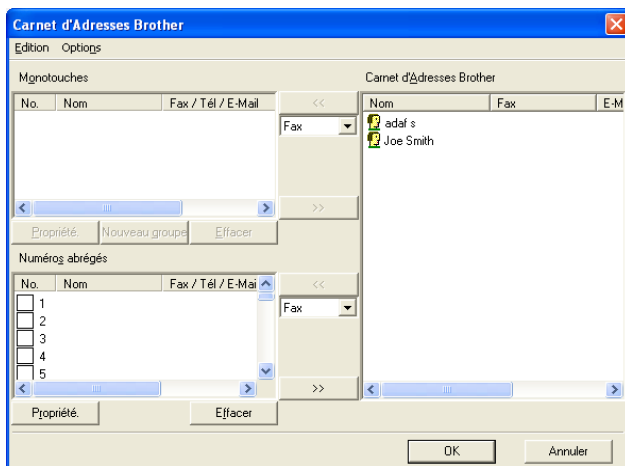 Carnet d'Adresses Brother
Edition Options
Monotouches
No. Nom Fax / Tél / E-Mail
Propriété. Nouveau groupe Effacer
<<
Fax
>>
Numéros abrégés
No. Nom Fax / Tél / E-Mai
1
2
3
4
5
Propriété. Effacer
<<
Fax
>>
Carnet d'Adresses Brother
Nom Fax E-M
adaf s
Joe Smith
OK Annuler